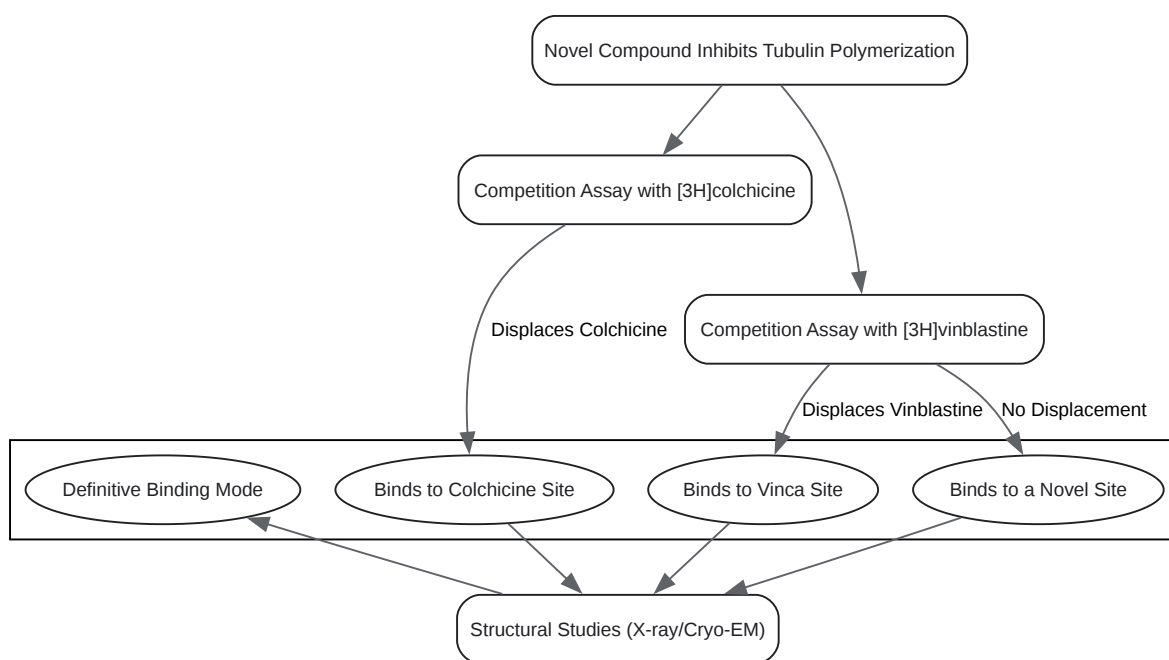 Novel Compound Inhibits Tubulin Polymerization
Competition Assay with [3H]colchicine
Competition Assay with [3H]vinblastine
Displaces Colchicine
Displaces Vinblastine
No Displacement
Definitive Binding Mode
Binds to Colchicine Site
Binds to Vinca Site
Binds to a Novel Site
Structural Studies (X-ray/Cryo-EM)